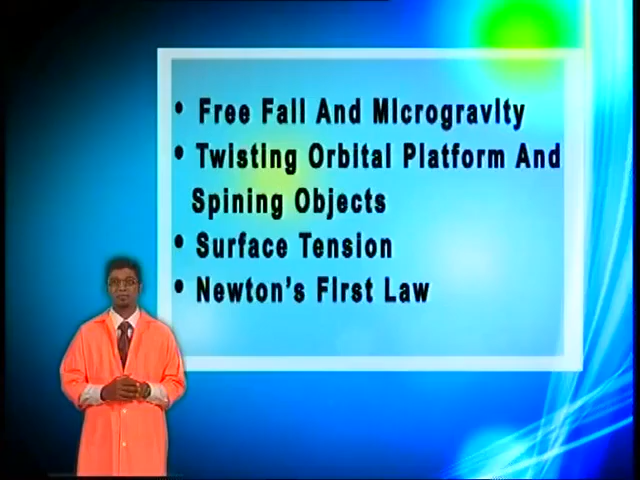 • Free Fall And Microgravity
• Twisting Orbital Platform And
Spining Objects
• Surface Tension
• Newton's First Law